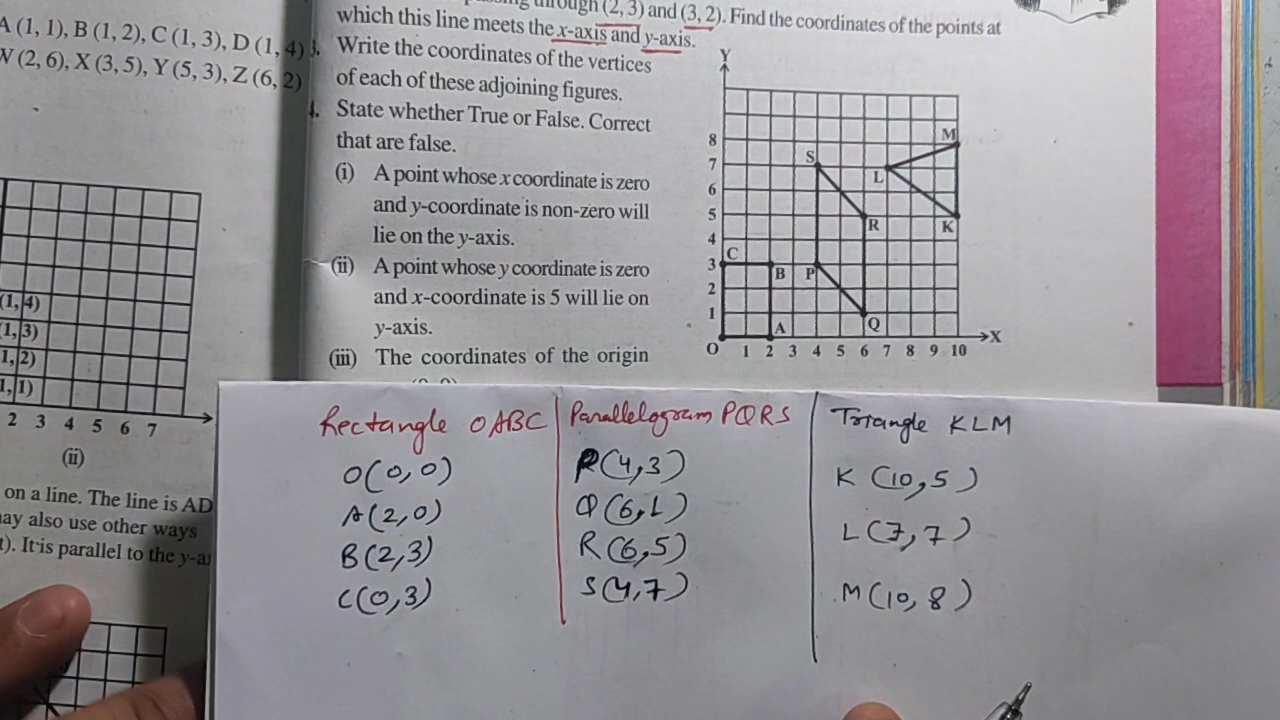 A (1, 1), B (1, 2), C (1, 3), D (1, 4)
(2, 6), X (3, 5), Y (5, 3), Z (6, 2)
(1, 4)
(1, 3)
1, 2)
1, 1)
2 3 4 5 6 7
(ii)
on a line. The line is AD
may also use other ways
t). It is parallel to the
through (2, 3) and (3, 2). Find the coordinates of the points at
which this line meets the x-axis and y-axis.
3. Write the coordinates of the vertices
of each of these adjoining figures.
4. State whether True or False. Correct
that are false.
(i) A point whose x coordinate is zero
and y-coordinate is non-zero will
lie on the y-axis.
(ii) A point whose y coordinate is zero
and x-coordinate is 5 will lie on
y-axis.
(iii) The coordinates of the origin
Y
8
7
6
5
4
3
2
1
O 1 2 3 4 5 6 7 8 9 10 X
M
S
L
R
K
C
B
P
A
Q
Rectangle OABC
O(0,0)
A(2,0)
B(2,3)
C(0,3)
Parallelogram PQRS
P(4,3)
Q(6,1)
R(6,5)
S(4,7)
Triangle KLM
K (10,5)
L(7,7)
M(10,8)